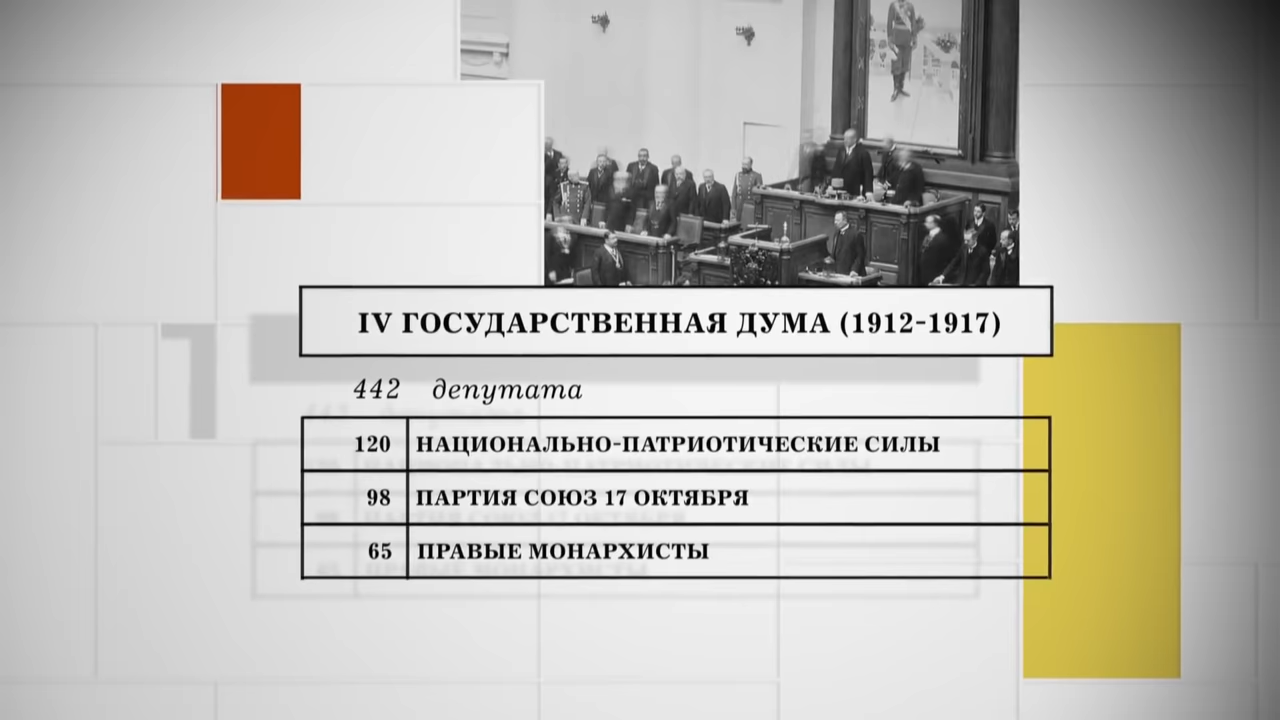 IV ГОСУДАРСТВЕННАЯ ДУМА (1912-1917)
442 депутата
120 НАЦИОНАЛЬНО-ПАТРИОТИЧЕСКИЕ СИЛЫ
98 ПАРТИЯ СОЮЗ 17 ОКТЯБРЯ
65 ПРАВЫЕ МОНАРХИСТЫ